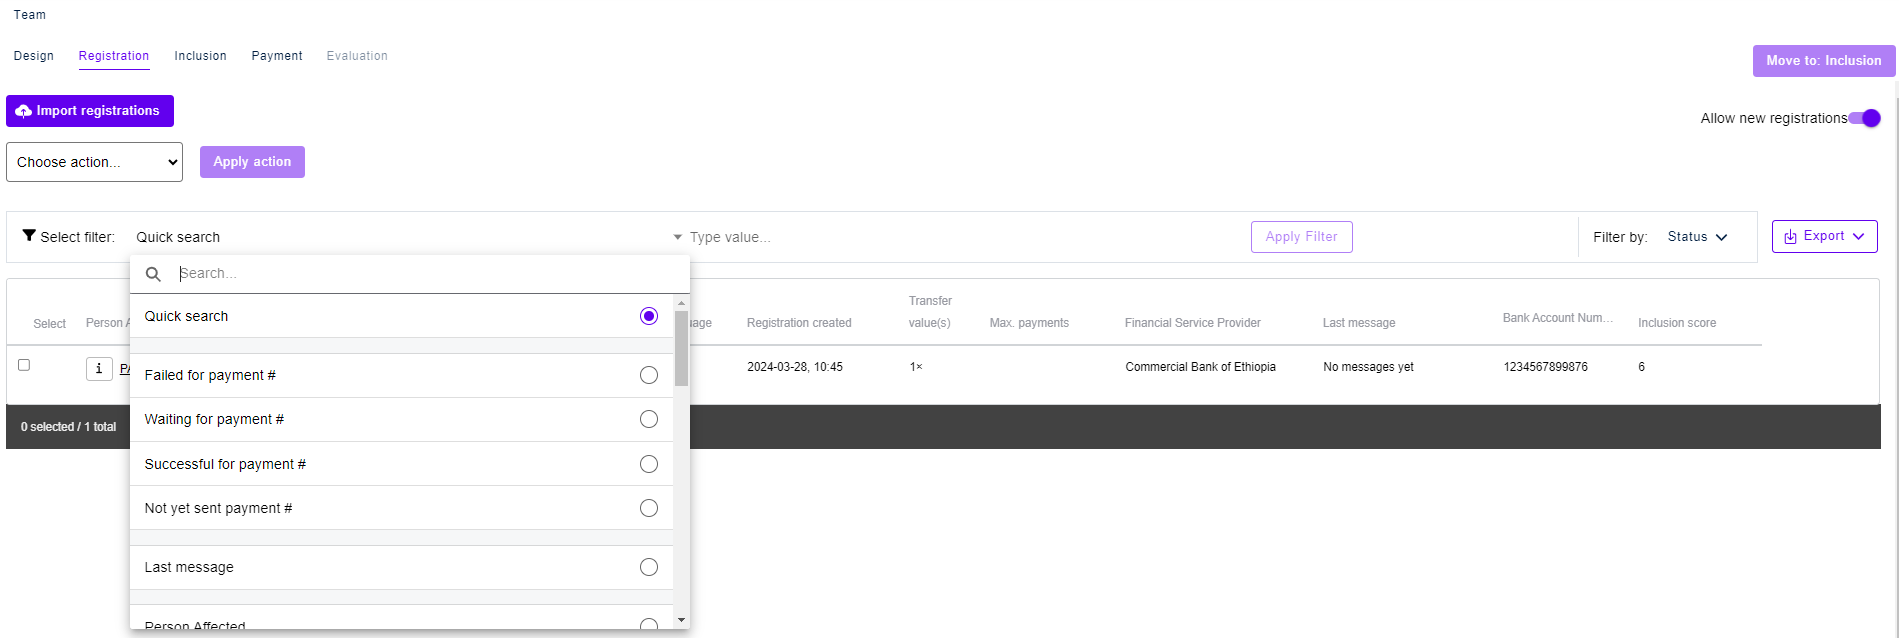 Team
Design Registration Inclusion Payment Evaluation
Move to: Inclusion
Import registrations
Allow new registrations
Choose action... Apply action
Select filter: Quick search Type value... Apply Filter Filter by: Status Export
Search...
Quick search
Failed for payment #
Waiting for payment #
Successful for payment #
Not yet sent payment #
Last message
Person Affected
Select Person A uage Registration created Transfer value(s) Max. payments Financial Service Provider Last message Bank Account Num... Inclusion score
i PA 2024-03-28, 10:45 1× Commercial Bank of Ethiopia No messages yet 1234567899876 6
0 selected / 1 total